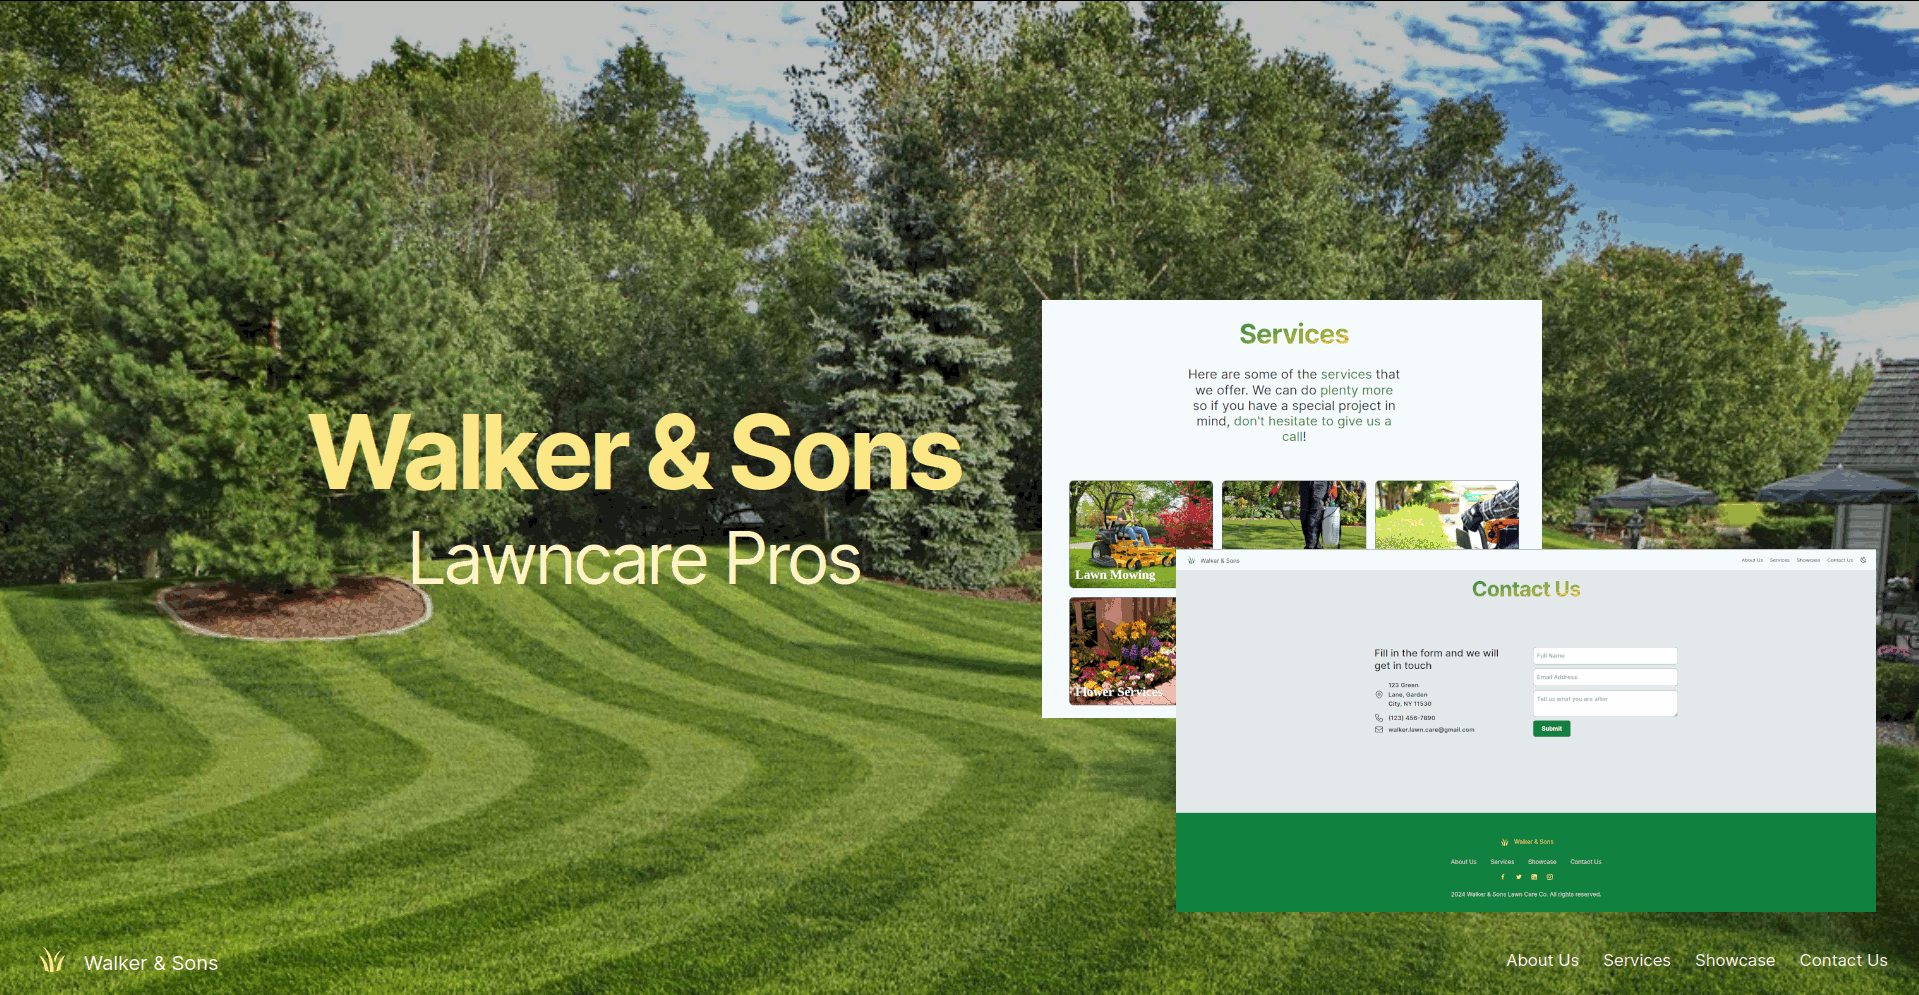 Walker & Sons
Lawncare Pros
Services
Here are some of the services that
we offer. We can do plenty more
so if you have a special project in
mind, don't hesitate to give us a
call!
Lawn Mowing
Flower Services
Walker & Sons
About Us Services Showcase Contact Us
Contact Us
Fill in the form and we will
get in touch
123 Green
Lane, Garden
City, NY 11530
(123) 456-7890
walker.lawn.care@gmail.com
Full Name
Email Address
Tell us what you are after
Submit
Walker & Sons
About Us Services Showcase Contact Us
2024 Walker & Sons Lawn Care Co. All rights reserved.
Walker & Sons
About Us Services Showcase Contact Us